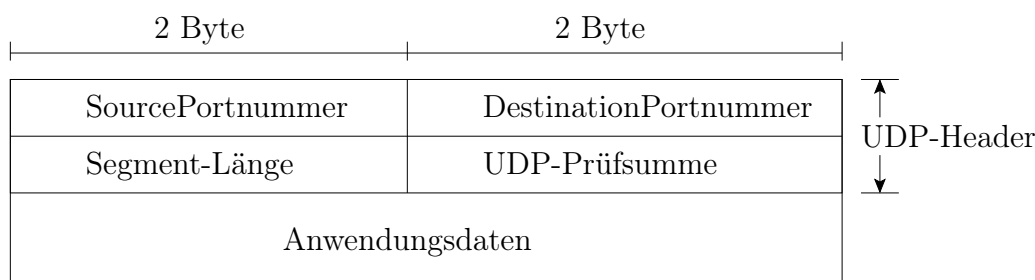 2 Byte 2 Byte
SourcePortnummer DestinationPortnummer
UDP-Header
Segment-Länge UDP-Prüfsumme
Anwendungsdaten